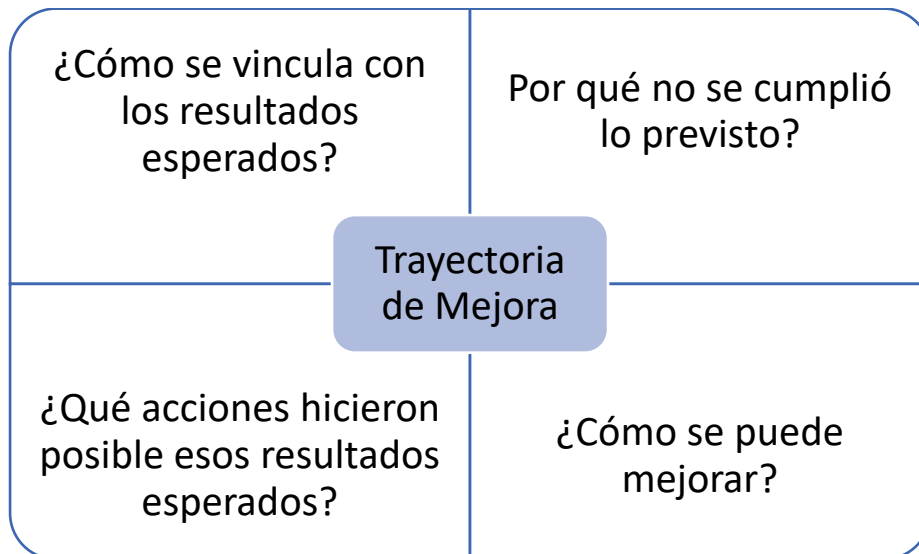 ¿Cómo se vincula con
los resultados
esperados?
Por qué no se cumplió
lo previsto?
Trayectoria
de Mejora
¿Qué acciones hicieron
posible esos resultados
esperados?
¿Cómo se puede
mejorar?